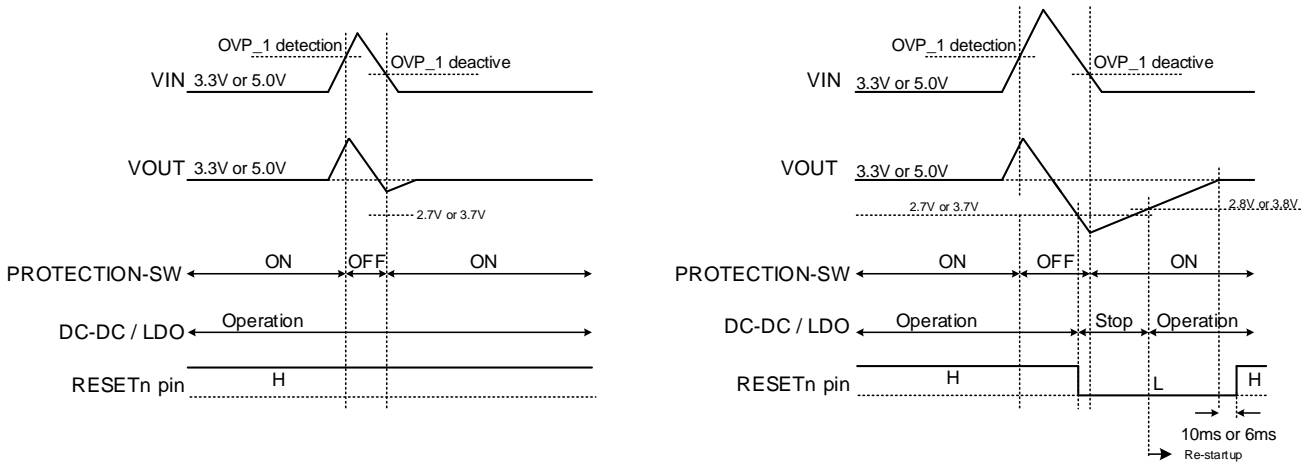 OVP_1 detection
OVP_1 deactive
VIN 3.3V or 5.0V
VOUT 3.3V or 5.0V
2.7V or 3.7V
PROTECTION-SW ON OFF ON
DC-DC / LDO Operation
RESETn pin H
OVP_1 detection
OVP_1 deactive
VIN 3.3V or 5.0V
VOUT 3.3V or 5.0V
2.7V or 3.7V
2.8V or 3.8V
PROTECTION-SW ON OFF ON
DC-DC / LDO Operation Stop Operation
RESETn pin H L H
10ms or 6ms
Re-startup